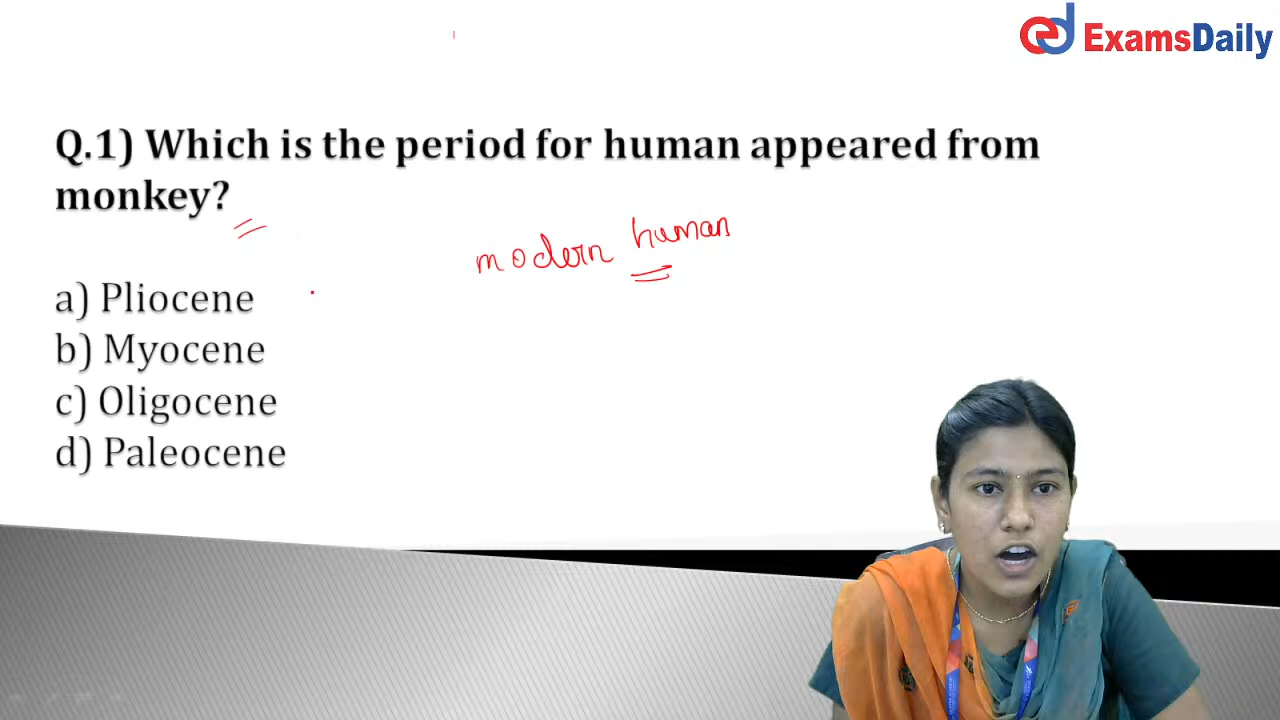 ExamsDaily
Q.1) Which is the period for human appeared from
monkey?
modern human
a) Pliocene
b) Myocene
c) Oligocene
d) Paleocene